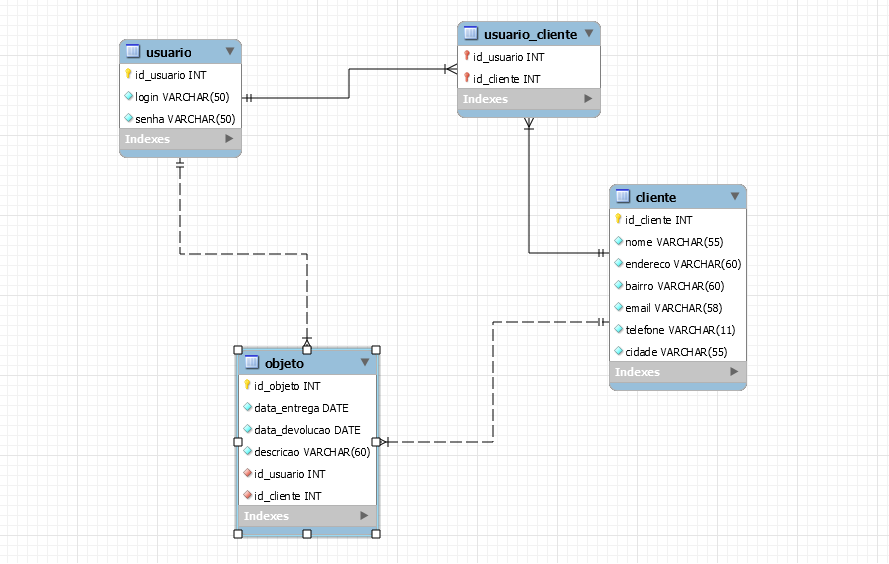 usuario
id_usuario INT
login VARCHAR(50)
senha VARCHAR(50)
Indexes
usuario_cliente
id_usuario INT
id_cliente INT
Indexes
cliente
id_cliente INT
nome VARCHAR(55)
endereco VARCHAR(60)
bairro VARCHAR(60)
email VARCHAR(58)
telefone VARCHAR(11)
cidade VARCHAR(55)
Indexes
objeto
id_objeto INT
data_entrega DATE
data_devolucao DATE
descricao VARCHAR(60)
id_usuario INT
id_cliente INT
Indexes